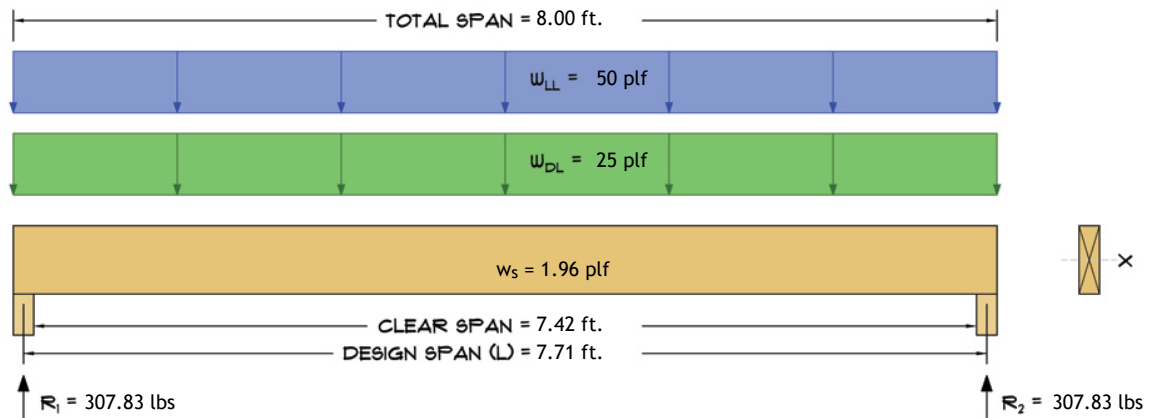 TOTAL SPAN = 8.00 ft.
wLL = 50 plf
wDL = 25 plf
ws = 1.96 plf
X
CLEAR SPAN = 7.42 ft.
DESIGN SPAN (L) = 7.71 ft.
R1 = 307.83 lbs
R2 = 307.83 lbs